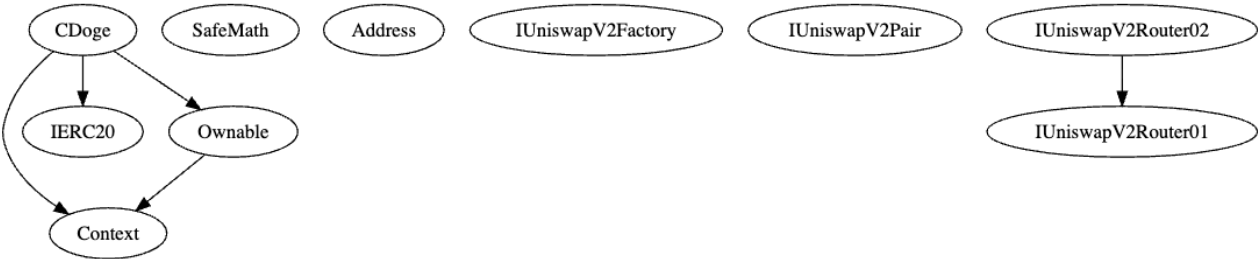 CDoge
SafeMath
Address
IUniswapV2Factory
IUniswapV2Pair
IUniswapV2Router02
IERC20
Ownable
IUniswapV2Router01
Context